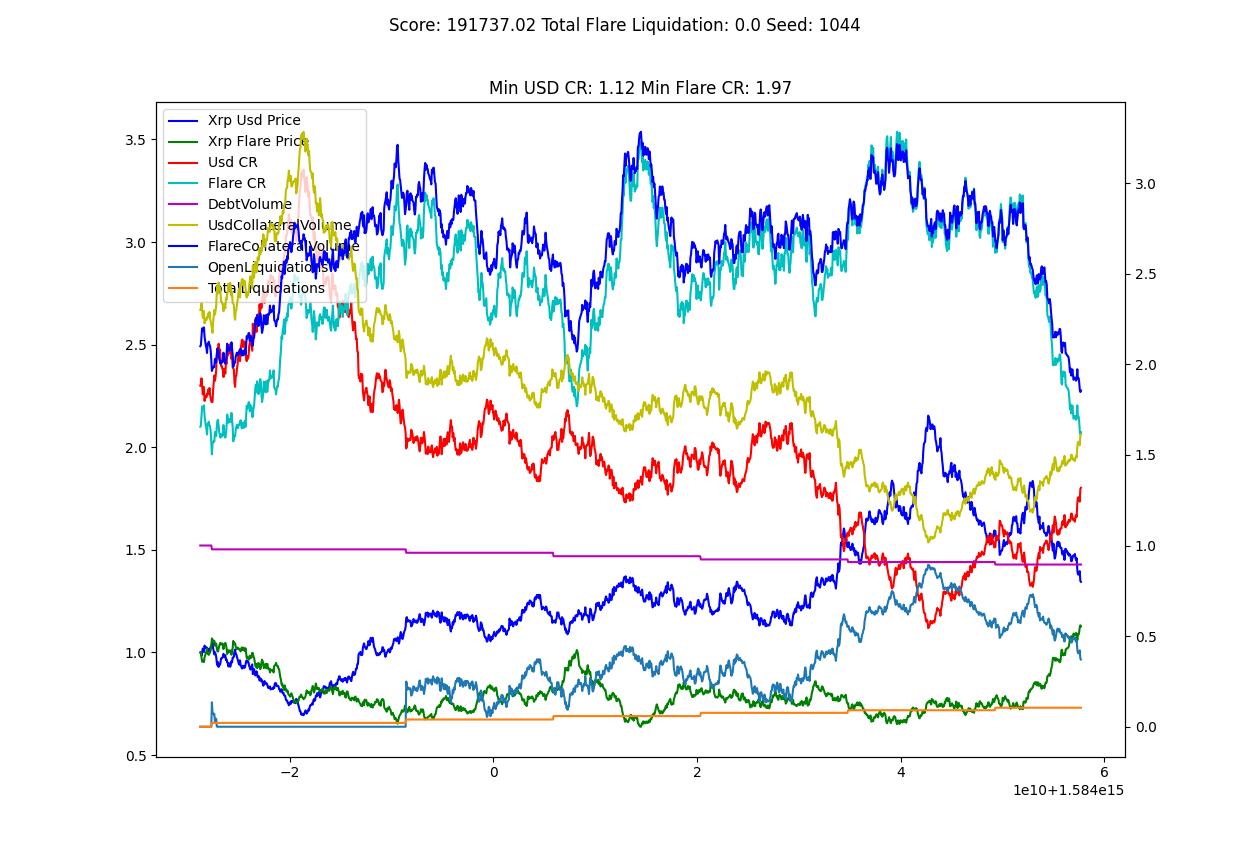 Score: 191737.02 Total Flare Liquidation: 0.0 Seed: 1044
Min USD CR: 1.12 Min Flare CR: 1.97
Xrp Usd Price
Xrp Flare Price
Usd CR
Flare CR
DebtVolume
UsdCollateralVolume
FlareCollateralVolume
OpenLiquidations
TotalLiquidations
3.5
3.0
2.5
2.0
1.5
1.0
0.5
3.0
2.5
2.0
1.5
1.0
0.5
0.0
−2 0 2 4 6
1e10+1.584e15